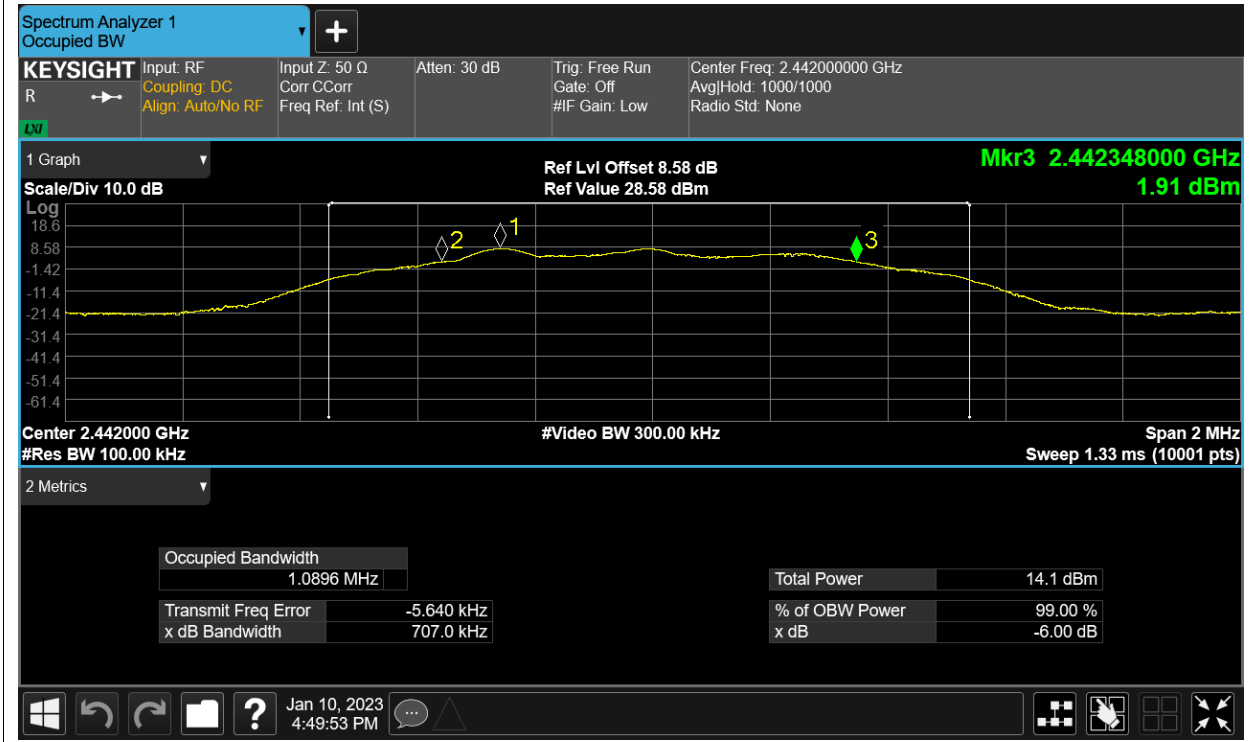 Spectrum Analyzer 1
Occupied BW
KEYSIGHT
R
LXI
Input: RF
Coupling: DC
Align: Auto/No RF
Input Z: 50 Ω
Corr CCorr
Freq Ref: Int (S)
Atten: 30 dB
Trig: Free Run
Gate: Off
#IF Gain: Low
Center Freq: 2.442000000 GHz
Avg|Hold: 1000/1000
Radio Std: None
1 Graph
Scale/Div 10.0 dB
Ref Lvl Offset 8.58 dB
Ref Value 28.58 dBm
Mkr3 2.442348000 GHz
1.91 dBm
Log
18.6
8.58
-1.42
-11.4
-21.4
-31.4
-41.4
-51.4
-61.4
2
1
3
Center 2.442000 GHz
#Res BW 100.00 kHz
#Video BW 300.00 kHz
Span 2 MHz
Sweep 1.33 ms (10001 pts)
2 Metrics
Occupied Bandwidth
1.0896 MHz
Transmit Freq Error -5.640 kHz
x dB Bandwidth 707.0 kHz
Total Power 14.1 dBm
% of OBW Power 99.00 %
x dB -6.00 dB
?
Jan 10, 2023
4:49:53 PM